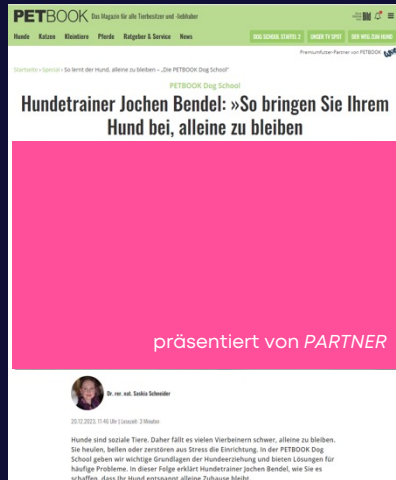 PETBOOK Das Magazin für alle Tierbesitzer und -liebhaber
Hunde Katzen Kleintiere Pferde Ratgeber & Service News DOG SCHOOL STAFFEL 2 UNSER TV SPOT DER WEG ZUM HUND
Premiumfutter-Partner von PETBOOK
Startseite › Special › So lernt der Hund, alleine zu bleiben – „Die PETBOOK Dog School"
PETBOOK Dog School
Hundetrainer Jochen Bendel: »So bringen Sie Ihrem
Hund bei, alleine zu bleiben
präsentiert von PARTNER
Dr. rer. nat. Saskia Schneider
20.12.2023, 11:40 Uhr | Lesezeit: 3 Minuten
Hunde sind soziale Tiere. Daher fällt es vielen Vierbeinern schwer, alleine zu bleiben.
Sie heulen, bellen oder zerstören aus Stress die Einrichtung. In der PETBOOK Dog
School geben wir wichtige Grundlagen der Hundeerziehung und bieten Lösungen für
häufige Probleme. In dieser Folge erklärt Hundetrainer Jochen Bendel, wie Sie es
schaffen, dass Ihr Hund entspannt alleine Zuhause bleibt.